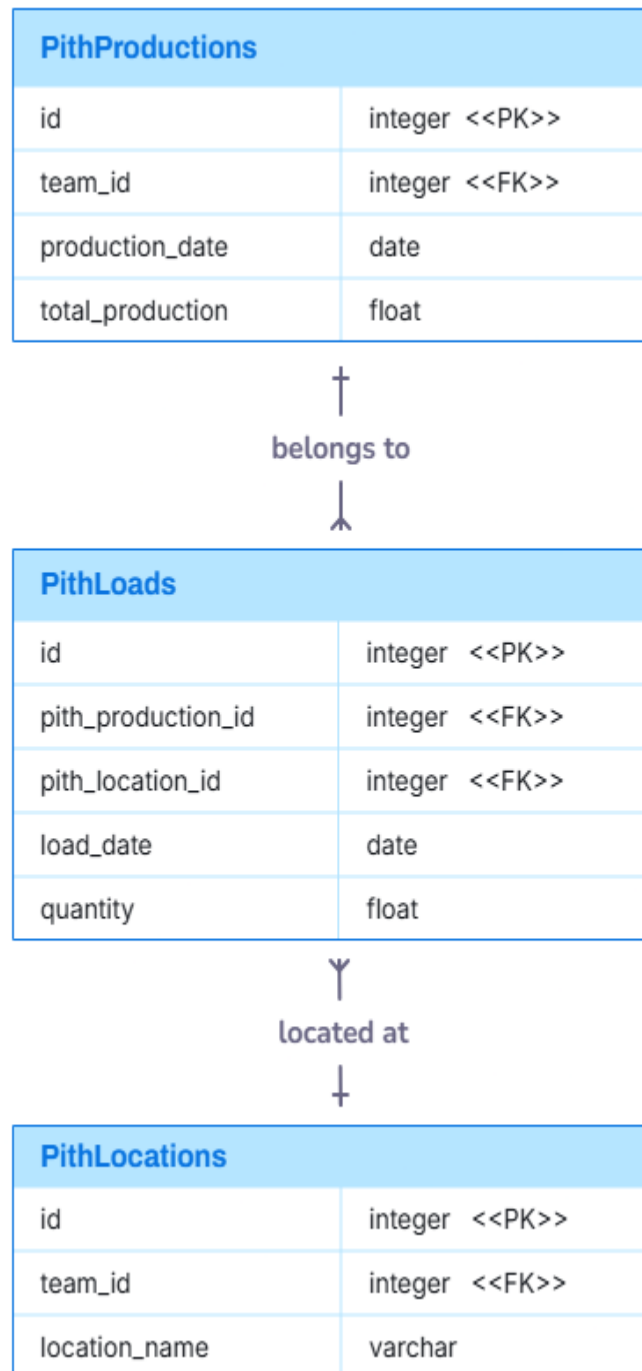 PithProductions
id integer <<PK>>
team_id integer <<FK>>
production_date date
total_production float
belongs to
PithLoads
id integer <<PK>>
pith_production_id integer <<FK>>
pith_location_id integer <<FK>>
load_date date
quantity float
located at
PithLocations
id integer <<PK>>
team_id integer <<FK>>
location_name varchar